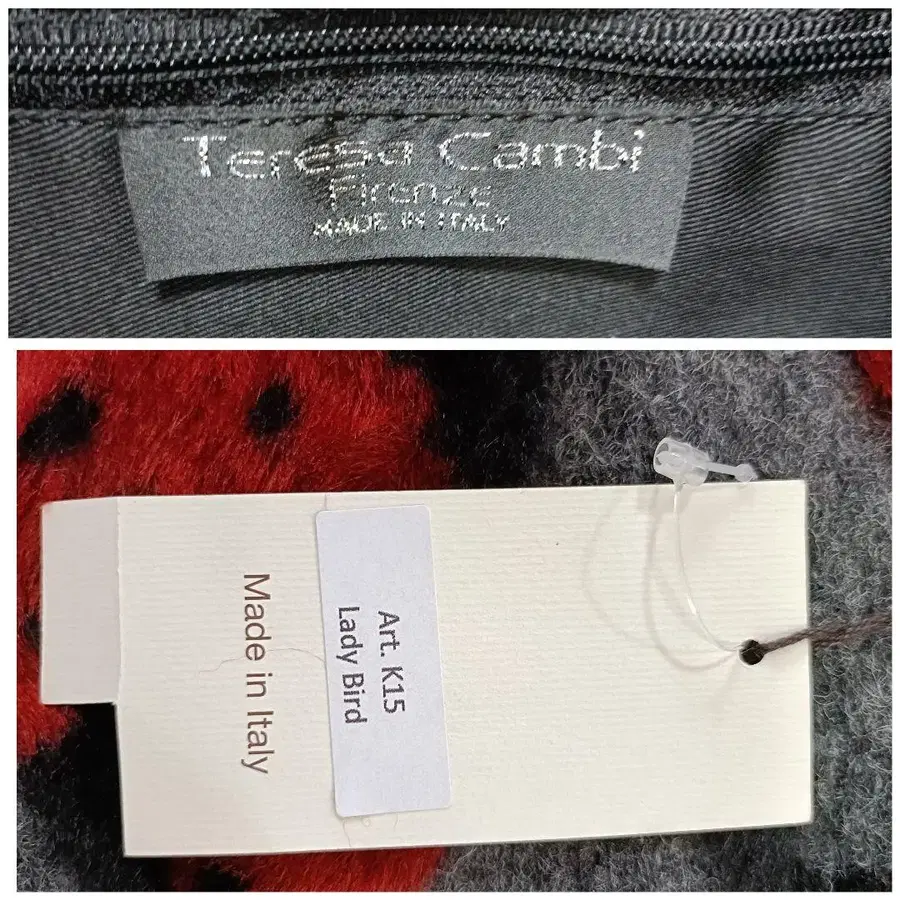 Teresa Cambi
Firenze
MADE IN ITALY
Art. K15
Lady Bird
Made in Italy